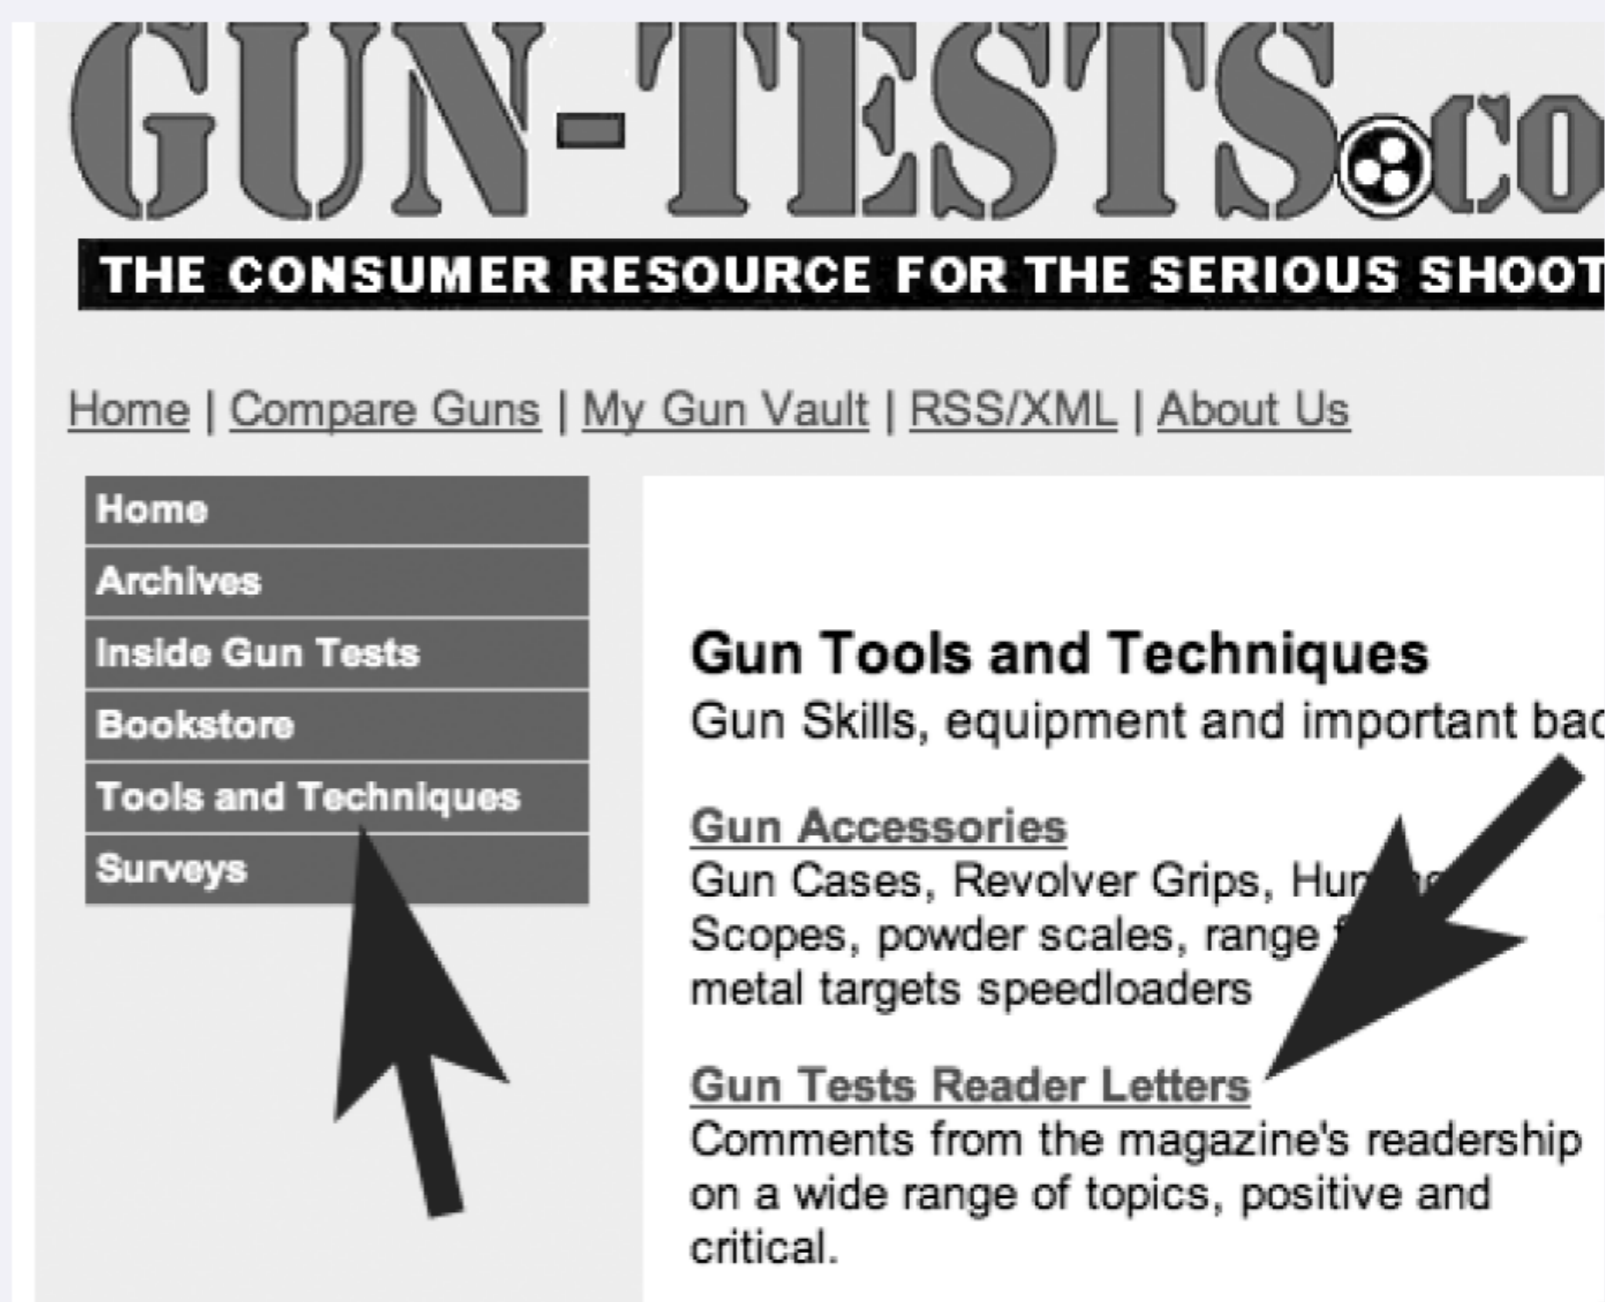 GUN-TESTS.CO
THE CONSUMER RESOURCE FOR THE SERIOUS SHOOT
Home | Compare Guns | My Gun Vault | RSS/XML | About Us
Home
Archives
Inside Gun Tests
Bookstore
Tools and Techniques
Surveys
Gun Tools and Techniques
Gun Skills, equipment and important bac
Gun Accessories
Gun Cases, Revolver Grips,
Scopes, powder scales, range
metal targets speedloaders
Gun Tests Reader Letters
Comments from the magazine's readership
on a wide range of topics, positive and
critical.